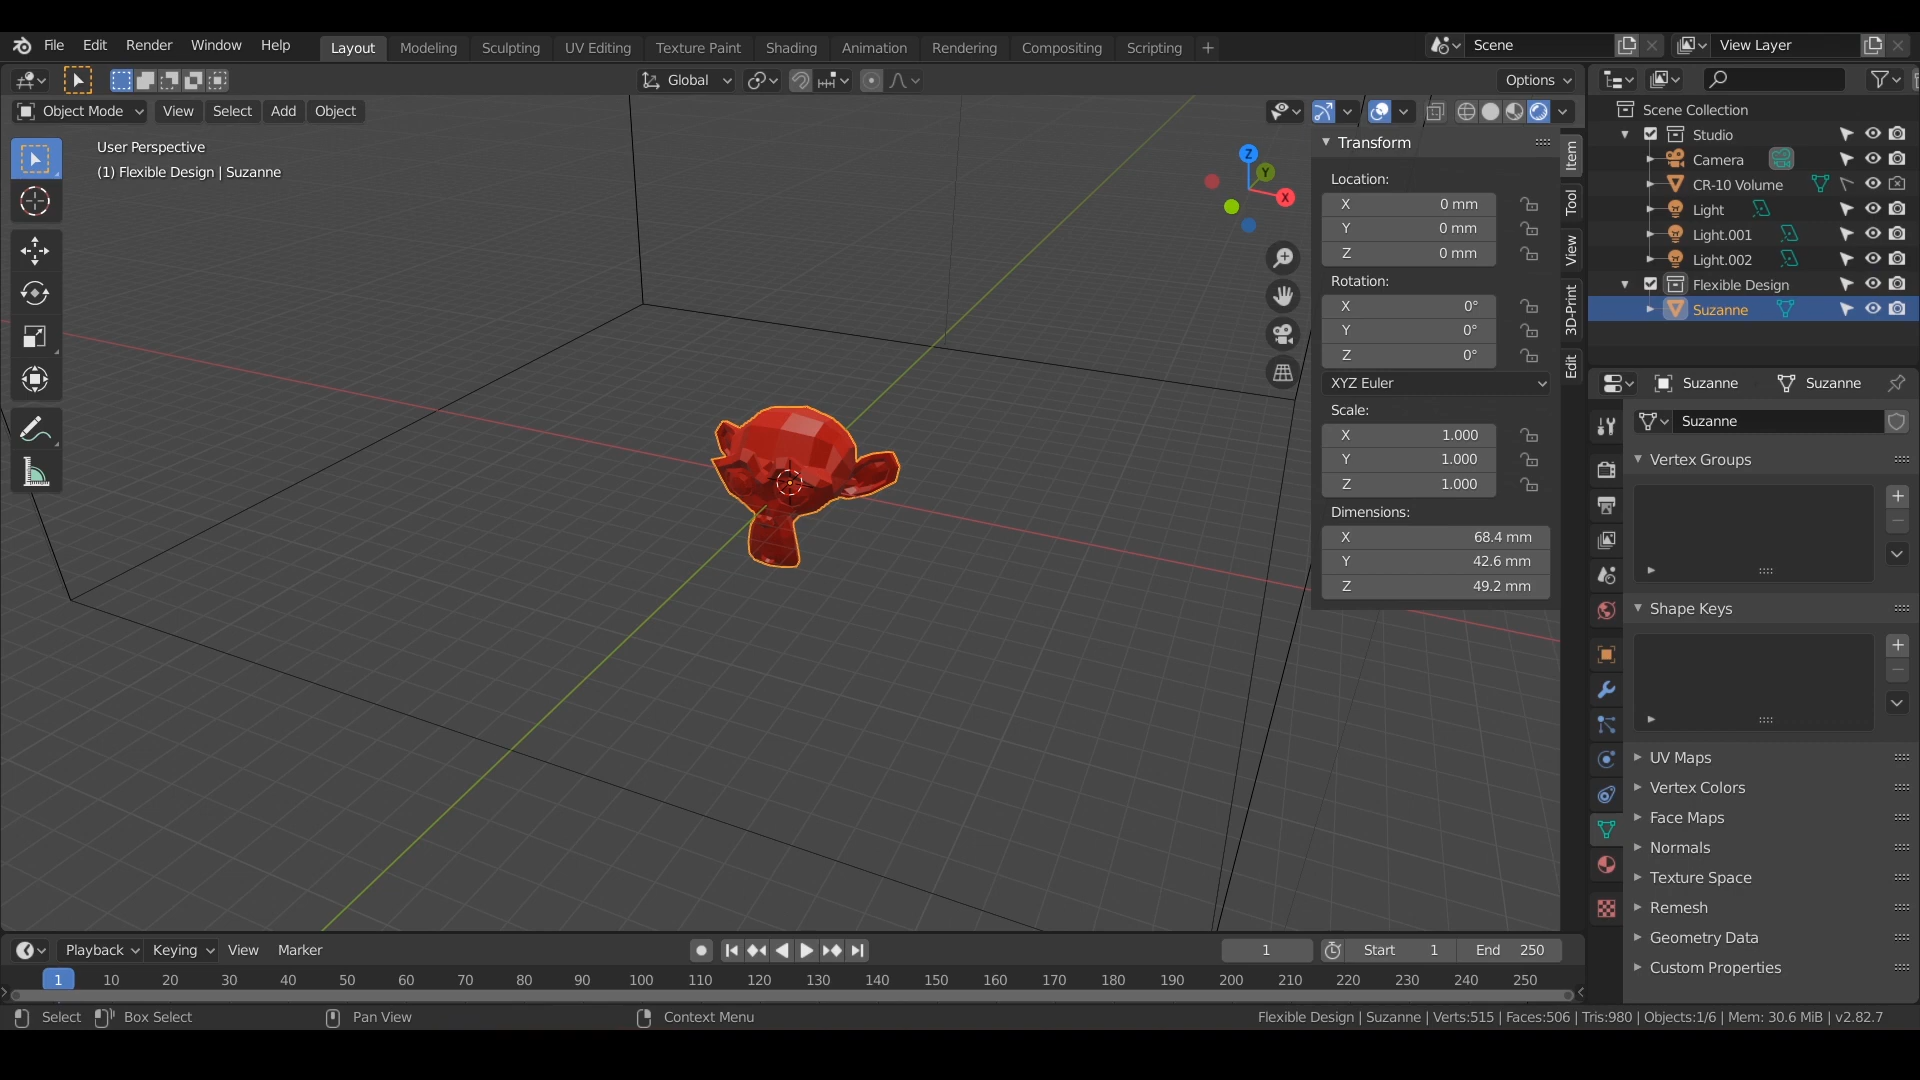 File Edit Render Window Help Layout Modeling Sculpting UV Editing Texture Paint Shading Animation Rendering Compositing Scripting + Scene View Layer
Global Options
Object Mode View Select Add Object
User Perspective
(1) Flexible Design | Suzanne
Z
Y
X
Transform
Location:
X 0 mm
Y 0 mm
Z 0 mm
Rotation:
X 0°
Y 0°
Z 0°
XYZ Euler
Scale:
X 1.000
Y 1.000
Z 1.000
Dimensions:
X 68.4 mm
Y 42.6 mm
Z 49.2 mm
Item
Tool
View
3D-Print
Edit
Scene Collection
Studio
Camera
CR-10 Volume
Light
Light.001
Light.002
Flexible Design
Suzanne
Suzanne Suzanne
Suzanne
Vertex Groups
Shape Keys
UV Maps
Vertex Colors
Face Maps
Normals
Texture Space
Remesh
Geometry Data
Custom Properties
Playback Keying View Marker 1 Start 1 End 250
1 10 20 30 40 50 60 70 80 90 100 110 120 130 140 150 160 170 180 190 200 210 220 230 240 250
Select Box Select Pan View Context Menu Flexible Design | Suzanne | Verts:515 | Faces:506 | Tris:980 | Objects:1/6 | Mem: 30.6 MiB | v2.82.7